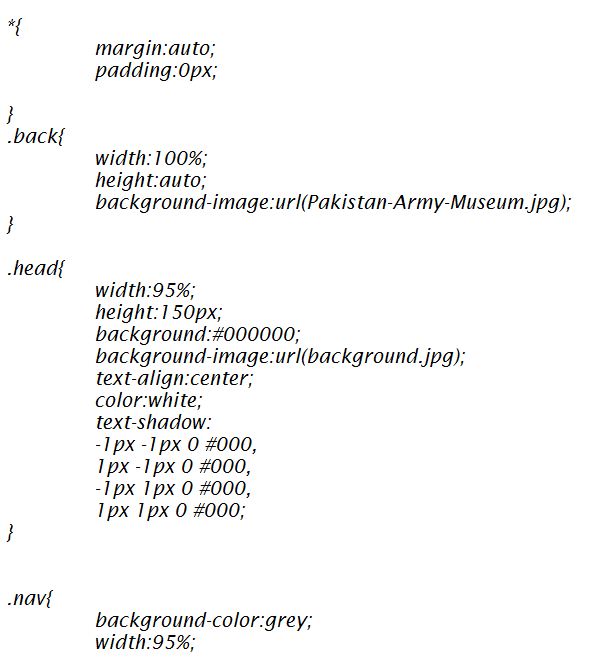 *{
margin:auto;
padding:0px;
}
.back{
width:100%;
height:auto;
background-image:url(Pakistan-Army-Museum.jpg);
}
.head{
width:95%;
height:150px;
background:#000000;
background-image:url(background.jpg);
text-align:center;
color:white;
text-shadow:
-1px -1px 0 #000,
1px -1px 0 #000,
-1px 1px 0 #000,
1px 1px 0 #000;
}
.nav{
background-color:grey;
width:95%;